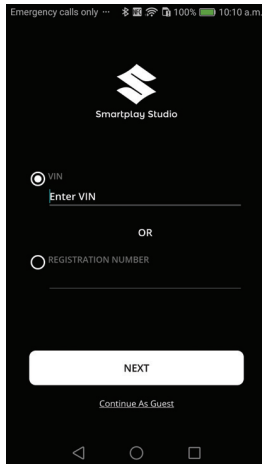 Emergency calls only ··· 100% 10:10 a.m.
Smartplay Studio
VIN
Enter VIN
OR
REGISTRATION NUMBER
NEXT
Continue As Guest